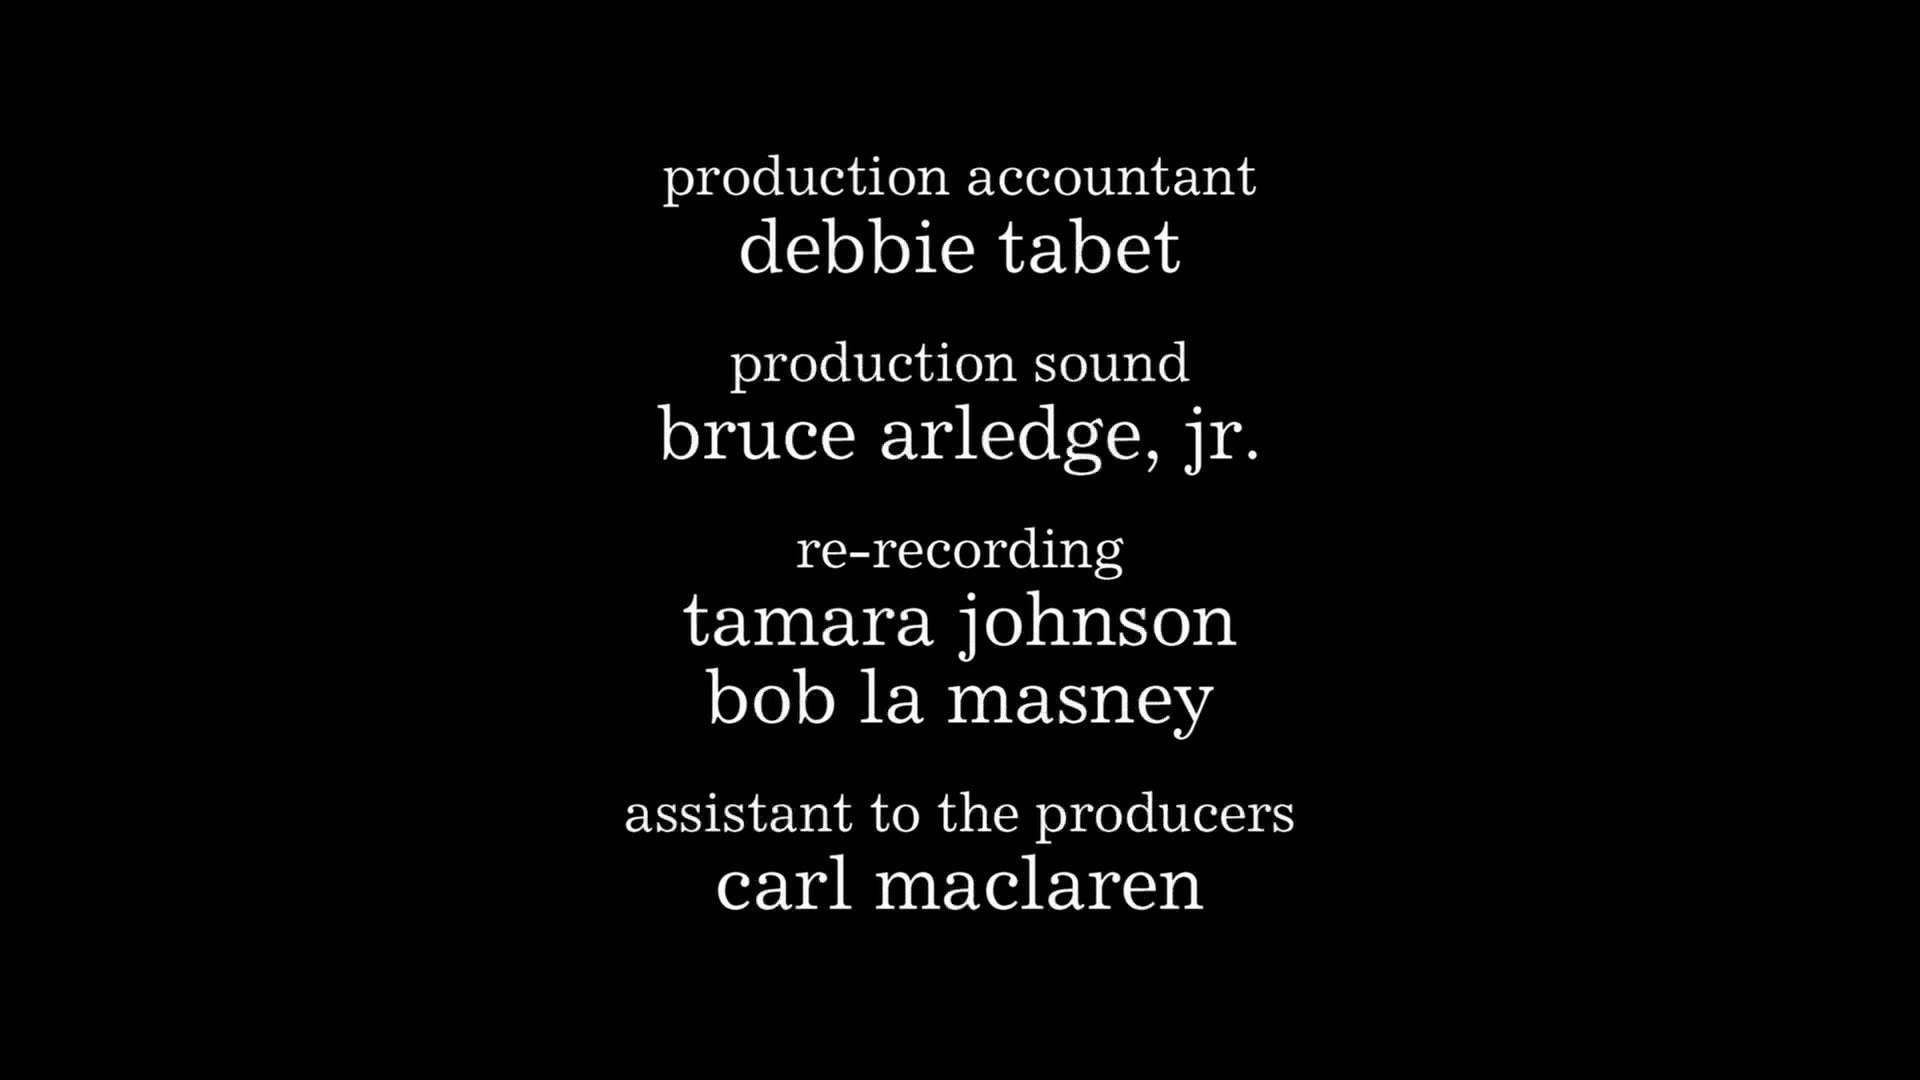 production accountant
debbie tabet
production sound
bruce arledge, jr.
re-recording
tamara johnson
bob la masney
assistant to the producers
carl maclaren